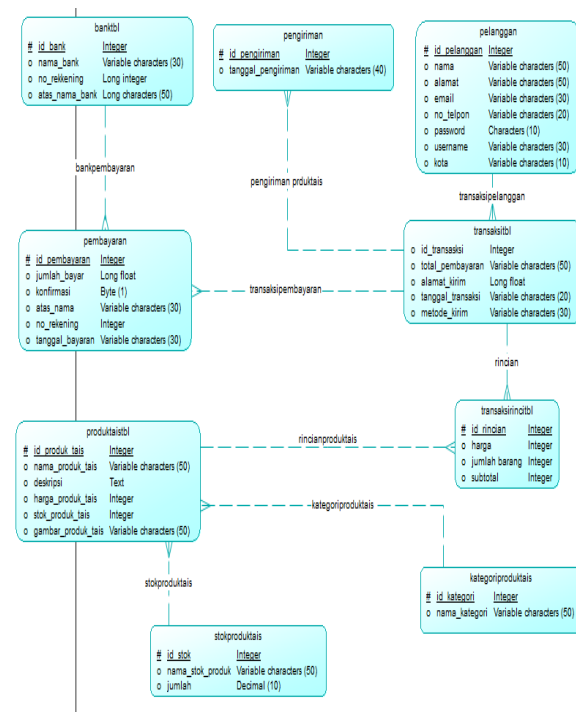 banktbl
# id_bank Integer
o nama_bank Variable characters (30)
o no_rekkening Long integer
o atas_nama_bank Long characters (50)
pengiriman
# id_pengiriman Integer
o tanggal_pengiriman Variable characters (40)
pelanggan
# id_pelanggan Integer
o nama Variable characters (50)
o alamat Variable characters (50)
o email Variable characters (30)
o no_telpon Variable characters (20)
o password Characters (10)
o username Variable characters (30)
o kota Variable characters (10)
bankpembayaran
pengiriman prduktais
transaksipelanggan
pembayaran
# id_pembayaran Integer
o jumlah_bayar Long float
o konfirmasi Byte (1)
o atas_nama Variable characters (30)
o no_rekening Integer
o tanggal_bayaran Variable characters (30)
transaksipembayaran
transaksitbl
o id_transasksi Integer
o total_pembayaran Variable characters (50)
o alamat_kirim Long float
o tanggal_transaksi Variable characters (20)
o metode_kirim Variable characters (30)
rincian
transaksirincitbl
# id_rincian Integer
o harga Integer
o jumlah barang Integer
o subtotal Integer
produktaistbl
# id_produk_tais Integer
o nama_produk_tais Variable characters (50)
o deskripsi Text
o harga_produk_tais Integer
o stok_produk_tais Integer
o gambar_produk_tais Variable characters (50)
rincianproduktais
kategoriproduktais
stokproduktais
kategoriproduktais
# id_kategori Integer
o nama_kategori Variable characters (50)
stokproduktais
# id_stok Integer
o nama_stok_produk Variable characters (50)
o jumlah Decimal (10)